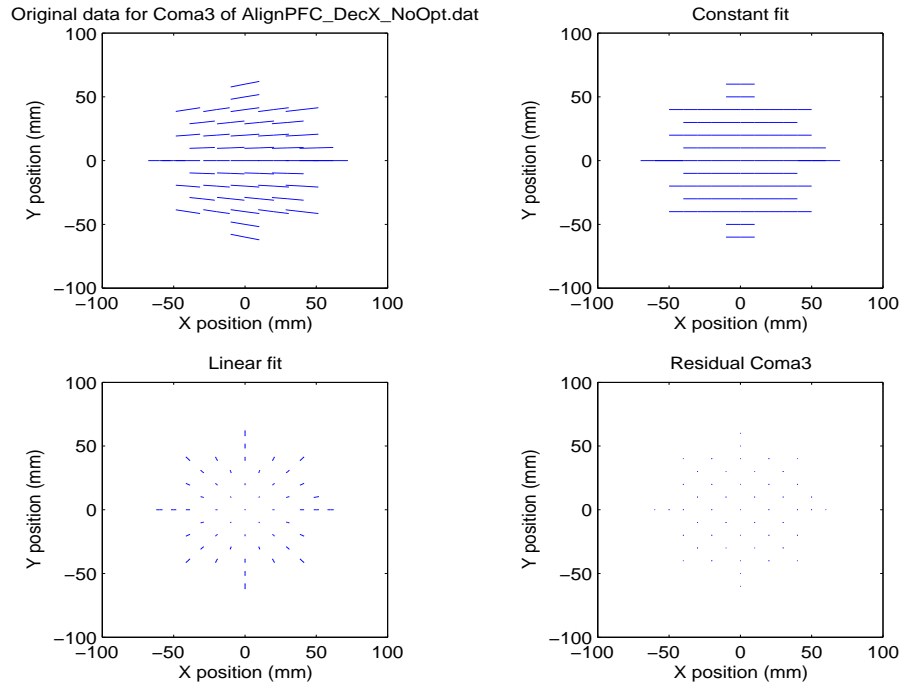 Original data for Coma3 of AlignPFC_DecX_NoOpt.dat
100
50
0
−50
−100
−100 −50 0 50 100
Y position (mm)
X position (mm)
Constant fit
100
50
0
−50
−100
−100 −50 0 50 100
Y position (mm)
X position (mm)
Linear fit
100
50
0
−50
−100
−100 −50 0 50 100
Y position (mm)
X position (mm)
Residual Coma3
100
50
0
−50
−100
−100 −50 0 50 100
Y position (mm)
X position (mm)